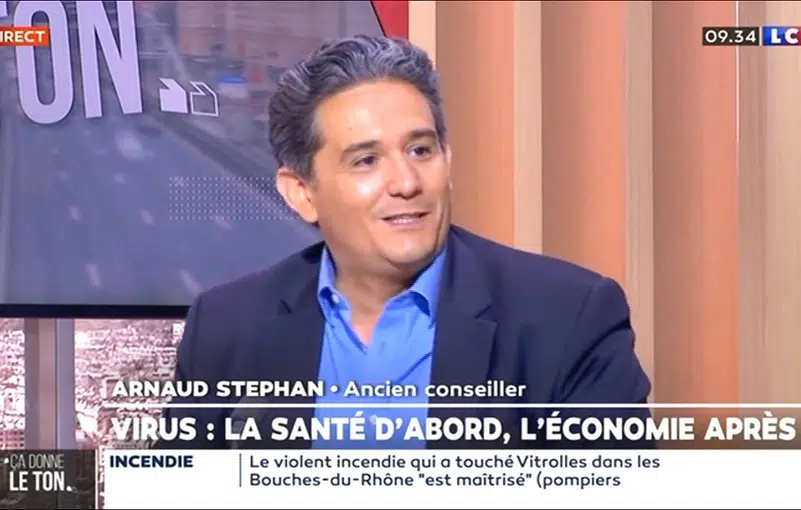 DIRECT
TON.
09.34 LC
ARNAUD STEPHAN • Ancien conseiller
VIRUS : LA SANTÉ D'ABORD, L'ÉCONOMIE APRÈS
ÇA DONNE
LE TON.
INCENDIE
Le violent incendie qui a touché Vitrolles dans les
Bouches-du-Rhône "est maîtrisé" (pompiers